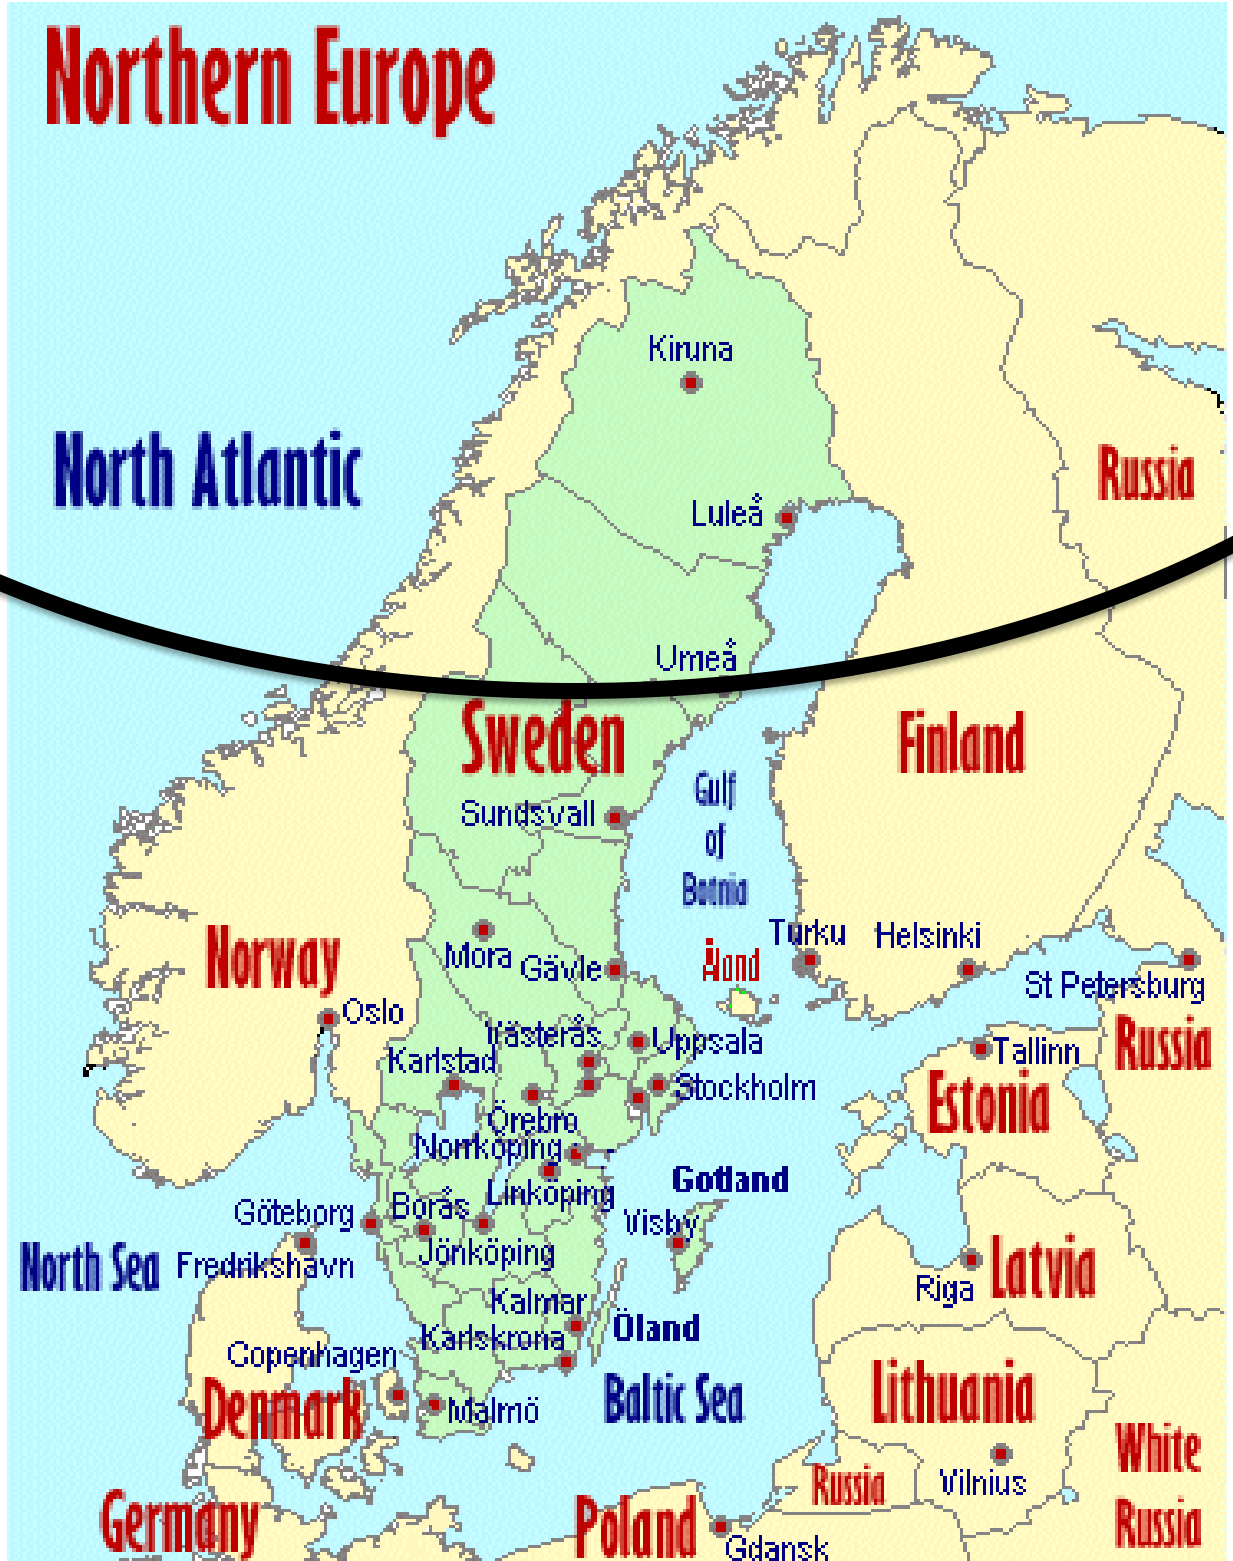 Northern Europe
Kiruna
North Atlantic
Russia
Luleå
Umeå
Sweden
Finland
Gulf
of
Botnia
Sundsvall
Turku
Helsinki
Norway
Mora
Gävle
Åland
St Petersburg
Oslo
Västerås
Uppsala
Tallinn
Russia
Karlstad
Stockholm
Estonia
Örebro
Norrköping
Linköping
Gotland
Göteborg
Borås
Visby
North Sea
Fredrikshavn
Jönköping
Riga
Latvia
Kalmar
Öland
Karlskrona
Copenhagen
Denmark
Malmö
Baltic Sea
Lithuania
White
Russia
Russia
Vilnius
Germany
Poland
Gdansk